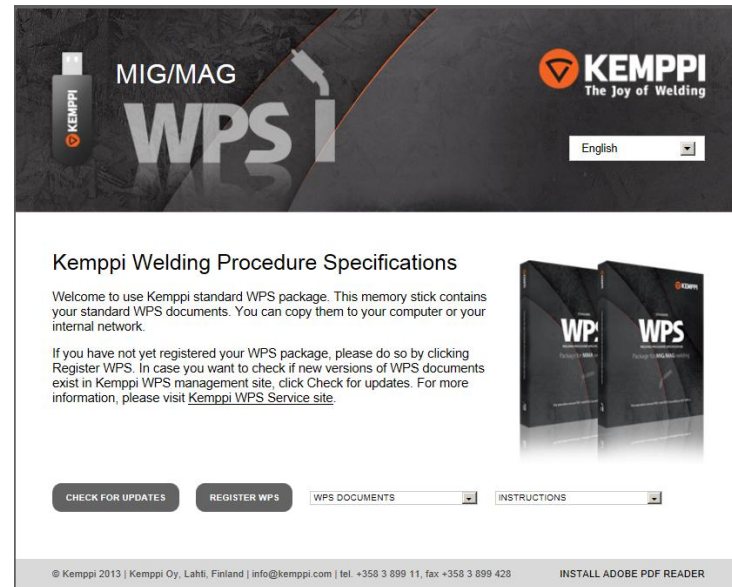 MIG/MAG
WPS
KEMPPI
KEMPPI
The Joy of Welding
English
Kemppi Welding Procedure Specifications
Welcome to use Kemppi standard WPS package. This memory stick contains
your standard WPS documents. You can copy them to your computer or your
internal network.
If you have not yet registered your WPS package, please do so by clicking
Register WPS. In case you want to check if new versions of WPS documents
exist in Kemppi WPS management site, click Check for updates. For more
information, please visit Kemppi WPS Service site.
KEMPPI
WPS
WPS
CHECK FOR UPDATES
REGISTER WPS
WPS DOCUMENTS
INSTRUCTIONS
© Kemppi 2013 | Kemppi Oy, Lahti, Finland | info@kemppi.com | tel. +358 3 899 11, fax +358 3 899 428
INSTALL ADOBE PDF READER